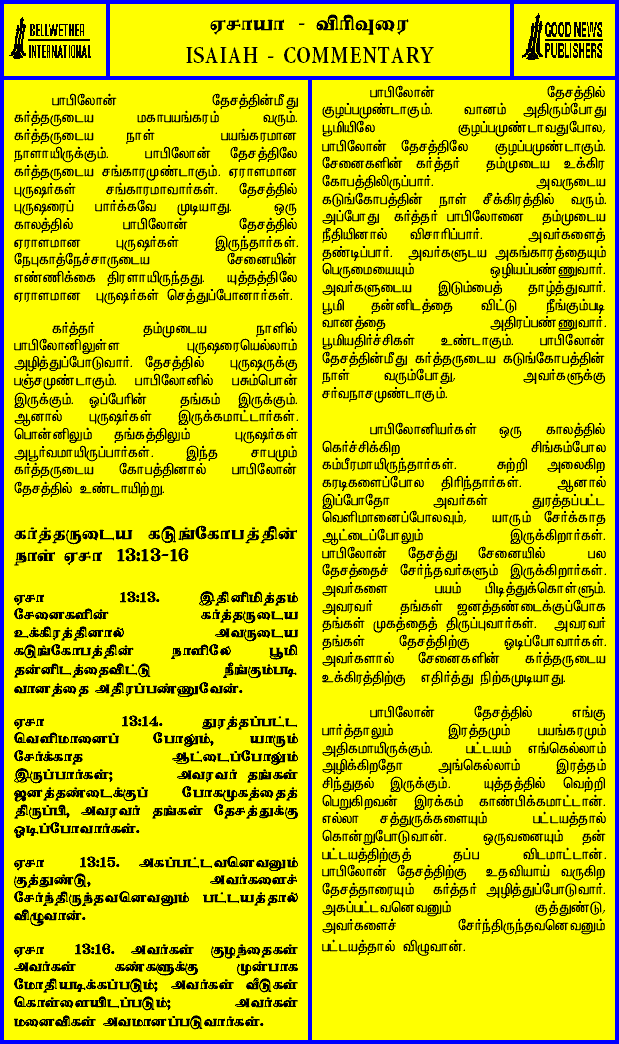 BELLWETHER
INTERNATIONAL
ஏசாயா - விரிவுரை
ISAIAH - COMMENTARY
GOOD NEWS
PUBLISHERS
பாபிலோன் தேசத்தின்மீது
கர்த்தருடைய மகாபயங்கரம் வரும்.
கர்த்தருடைய நாள் பயங்கரமான
நாளாயிருக்கும். பாபிலோன் தேசத்திலே
கர்த்தருடைய சங்காரமுண்டாகும். ஏராளமான
புருஷர்கள் சங்காரமாவார்கள். தேசத்தில்
புருஷரைப் பார்க்கவே முடியாது. ஒரு
காலத்தில் பாபிலோன் தேசத்தில்
ஏராளமான புருஷர்கள் இருந்தார்கள்.
நேபுகாத்நேச்சாருடைய சேனையின்
எண்ணிக்கை திரளாயிருந்தது. யுத்தத்திலே
ஏராளமான புருஷர்கள் செத்துப்போனார்கள்.
கர்த்தர் தம்முடைய நாளில்
பாபிலோனிலுள்ள புருஷரையெல்லாம்
அழித்துப்போடுவார். தேசத்தில் புருஷருக்கு
பஞ்சமுண்டாகும். பாபிலோனில் பசும்பொன்
இருக்கும். ஒப்பேரின் தங்கம் இருக்கும்.
ஆனால் புருஷர்கள் இருக்கமாட்டார்கள்.
பொன்னிலும் தங்கத்திலும் புருஷர்கள்
அபூர்வமாயிருப்பார்கள். இந்த சாபமும்
கர்த்தருடைய கோபத்தினால் பாபிலோன்
தேசத்தில் உண்டாயிற்று.
கர்த்தருடைய கடுங்கோபத்தின்
நாள் ஏசா 13:13-16
ஏசா 13:13. இதினிமித்தம்
சேனைகளின் கர்த்தருடைய
உக்கிரத்தினால் அவருடைய
கடுங்கோபத்தின் நாளிலே பூமி
தன்னிடத்தைவிட்டு நீங்கும்படி
வானத்தை அதிரப்பண்ணுவேன்.
ஏசா 13:14. துரத்தப்பட்ட
வெளிமானைப் போலும், யாரும்
சேர்க்காத ஆட்டைப்போலும்
இருப்பார்கள்; அவரவர் தங்கள்
ஜனத்தண்டைக்குப் போகமுகத்தைத்
திருப்பி, அவரவர் தங்கள் தேசத்துக்கு
ஓடிப்போவார்கள்.
ஏசா 13:15. அகப்பட்டவனெவனும்
குத்துண்டு, அவர்களைச்
சேர்ந்திருந்தவனெவனும் பட்டயத்தால்
விழுவான்.
ஏசா 13:16. அவர்கள் குழந்தைகள்
அவர்கள் கண்களுக்கு முன்பாக
மோதியடிக்கப்படும்; அவர்கள் வீடுகள்
கொள்ளையிடப்படும்; அவர்கள்
மனைவிகள் அவமானப்படுவார்கள்.
பாபிலோன் தேசத்தில்
குழப்பமுண்டாகும். வானம் அதிரும்போது
பூமியிலே குழப்பமுண்டாவதுபோல,
பாபிலோன் தேசத்திலே குழப்பமுண்டாகும்.
சேனைகளின் கர்த்தர் தம்முடைய உக்கிர
கோபத்திலிருப்பார். அவருடைய
கடுங்கோபத்தின் நாள் சீக்கிரத்தில் வரும்.
அப்போது கர்த்தர் பாபிலோனை தம்முடைய
நீதியினால் விசாரிப்பார். அவர்களைத்
தண்டிப்பார். அவர்களுடய அகங்காரத்தையும்
பெருமையையும் ஒழியப்பண்ணுவார்.
அவர்களுடைய இடும்பைத் தாழ்த்துவார்.
பூமி தன்னிடத்தை விட்டு நீங்கும்படி
வானத்தை அதிரப்பண்ணுவார்.
பூமியதிர்ச்சிகள் உண்டாகும். பாபிலோன்
தேசத்தின்மீது கர்த்தருடைய கடுங்கோபத்தின்
நாள் வரும்போது, அவர்களுக்கு
சர்வநாசமுண்டாகும்.
பாபிலோனியர்கள் ஒரு காலத்தில்
கெர்ச்சிக்கிற சிங்கம்போல
கம்பீரமாயிருந்தார்கள். சுற்றி அலைகிற
கரடிகளைப்போல திரிந்தார்கள். ஆனால்
இப்போதோ அவர்கள் துரத்தப்பட்ட
வெளிமானைப்போலவும், யாரும் சேர்க்காத
ஆட்டைப்போலும் இருக்கிறார்கள்.
பாபிலோன் தேசத்து சேனையில் பல
தேசத்தைச் சேர்ந்தவர்களும் இருக்கிறார்கள்.
அவர்களை பயம் பிடித்துக்கொள்ளும்.
அவரவர் தங்கள் ஜனத்தண்டைக்குப்போக
தங்கள் முகத்தைத் திருப்புவார்கள். அவரவர்
தங்கள் தேசத்திற்கு ஓடிப்போவார்கள்.
அவர்களால் சேனைகளின் கர்த்தருடைய
உக்கிரத்திற்கு எதிர்த்து நிற்கமுடியாது.
பாபிலோன் தேசத்தில் எங்கு
பார்த்தாலும் இரத்தமும் பயங்கரமும்
அதிகமாயிருக்கும். பட்டயம் எங்கெல்லாம்
அழிக்கிறதோ அங்கெல்லாம் இரத்தம்
சிந்துதல் இருக்கும். யுத்தத்தில் வெற்றி
பெறுகிறவன் இரக்கம் காண்பிக்கமாட்டான்.
எல்லா சத்துருக்களையும் பட்டயத்தால்
கொன்றுபோடுவான். ஒருவனையும் தன்
பட்டயத்திற்குத் தப்ப விடமாட்டான்.
பாபிலோன் தேசத்திற்கு உதவியாய் வருகிற
தேசத்தாரையும் கர்த்தர் அழித்துப்போடுவார்.
அகப்பட்டவனெவனும் குத்துண்டு,
அவர்களைச் சேர்ந்திருந்தவனெவனும்
பட்டயத்தால் விழுவான்.